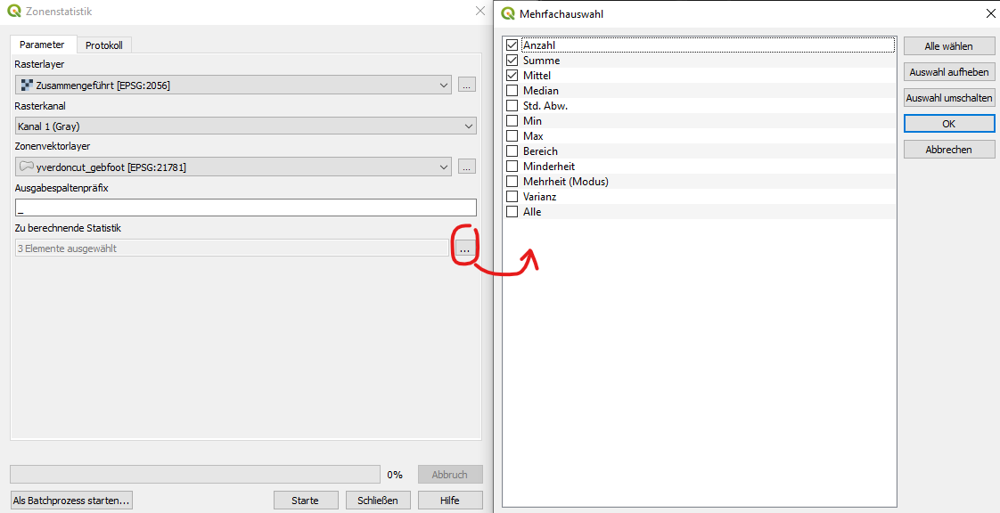 Zonenstatistik
Parameter
Protokoll
Rasterlayer
Zusammengeführt [EPSG:2056]
...
Rasterkanal
Kanal 1 (Gray)
Zonenvektorlayer
yverdoncut_gebfoot [EPSG:21781]
...
Ausgabespaltenpräfix
_
Zu berechnende Statistik
3 Elemente ausgewählt
...
0%
Abbruch
Als Batchprozess starten...
Starte
Schließen
Hilfe
Mehrfachauswahl
Anzahl
Summe
Mittel
Median
Std. Abw.
Min
Max
Bereich
Minderheit
Mehrheit (Modus)
Varianz
Alle
Alle wählen
Auswahl aufheben
Auswahl umschalten
OK
Abbrechen